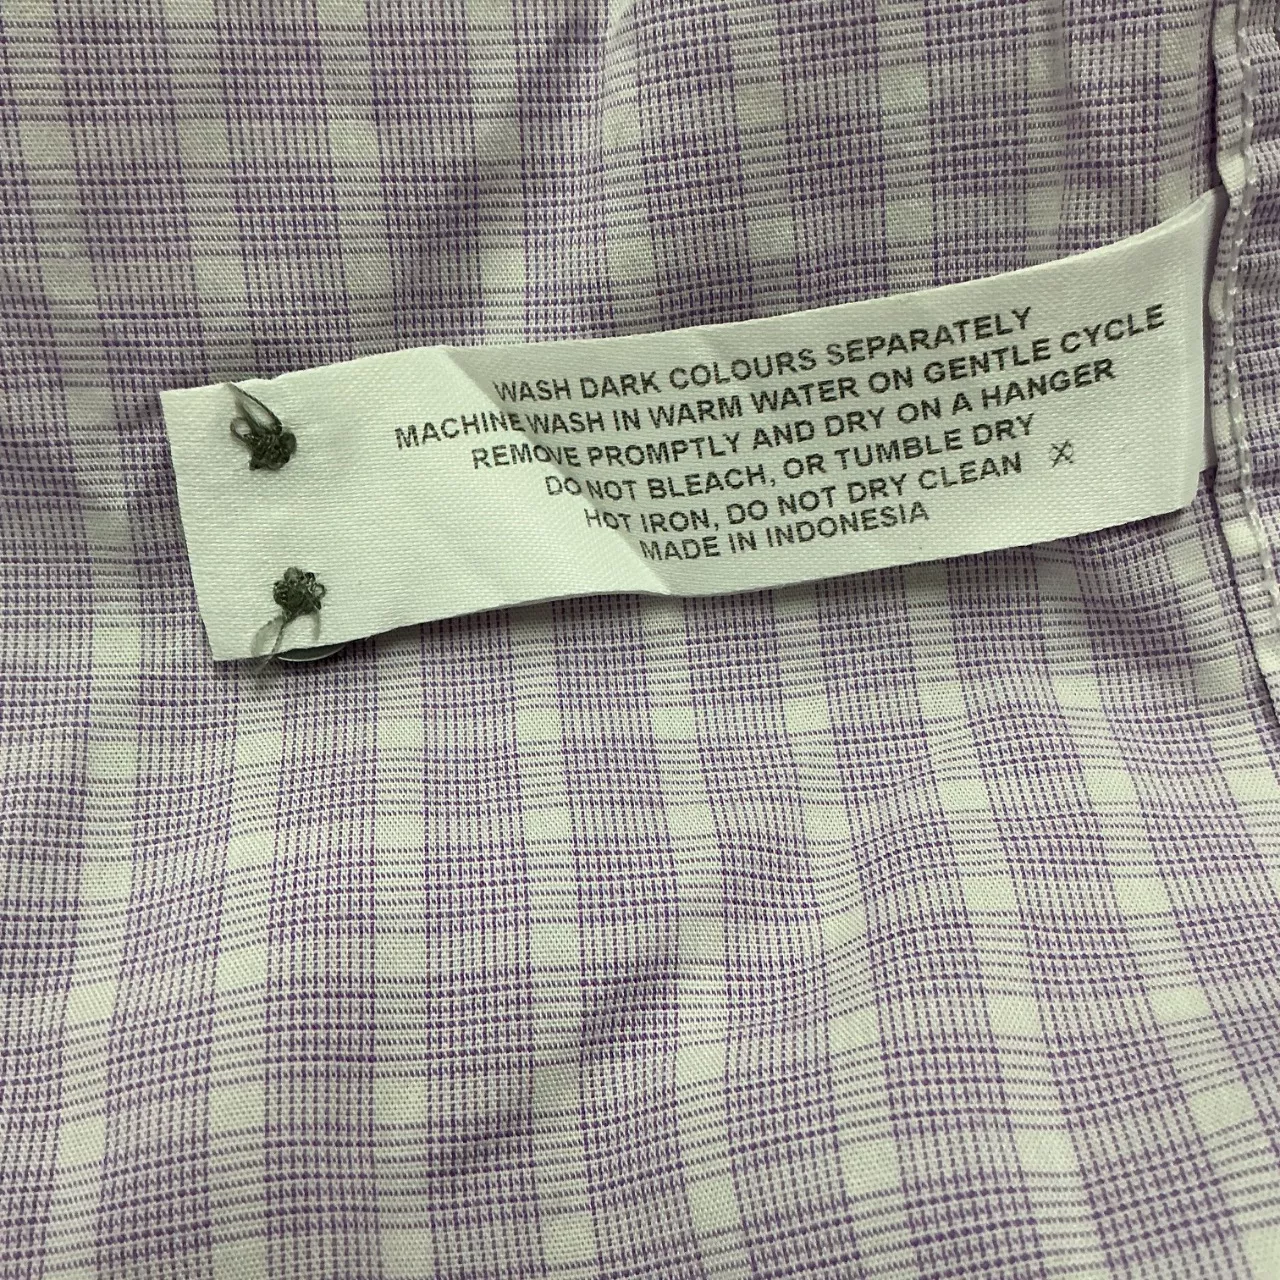 WASH DARK COLOURS SEPARATELY
MACHINE WASH IN WARM WATER ON GENTLE CYCLE
REMOVE PROMPTLY AND DRY ON A HANGER
DO NOT BLEACH, OR TUMBLE DRY
HOT IRON, DO NOT DRY CLEAN
MADE IN INDONESIA